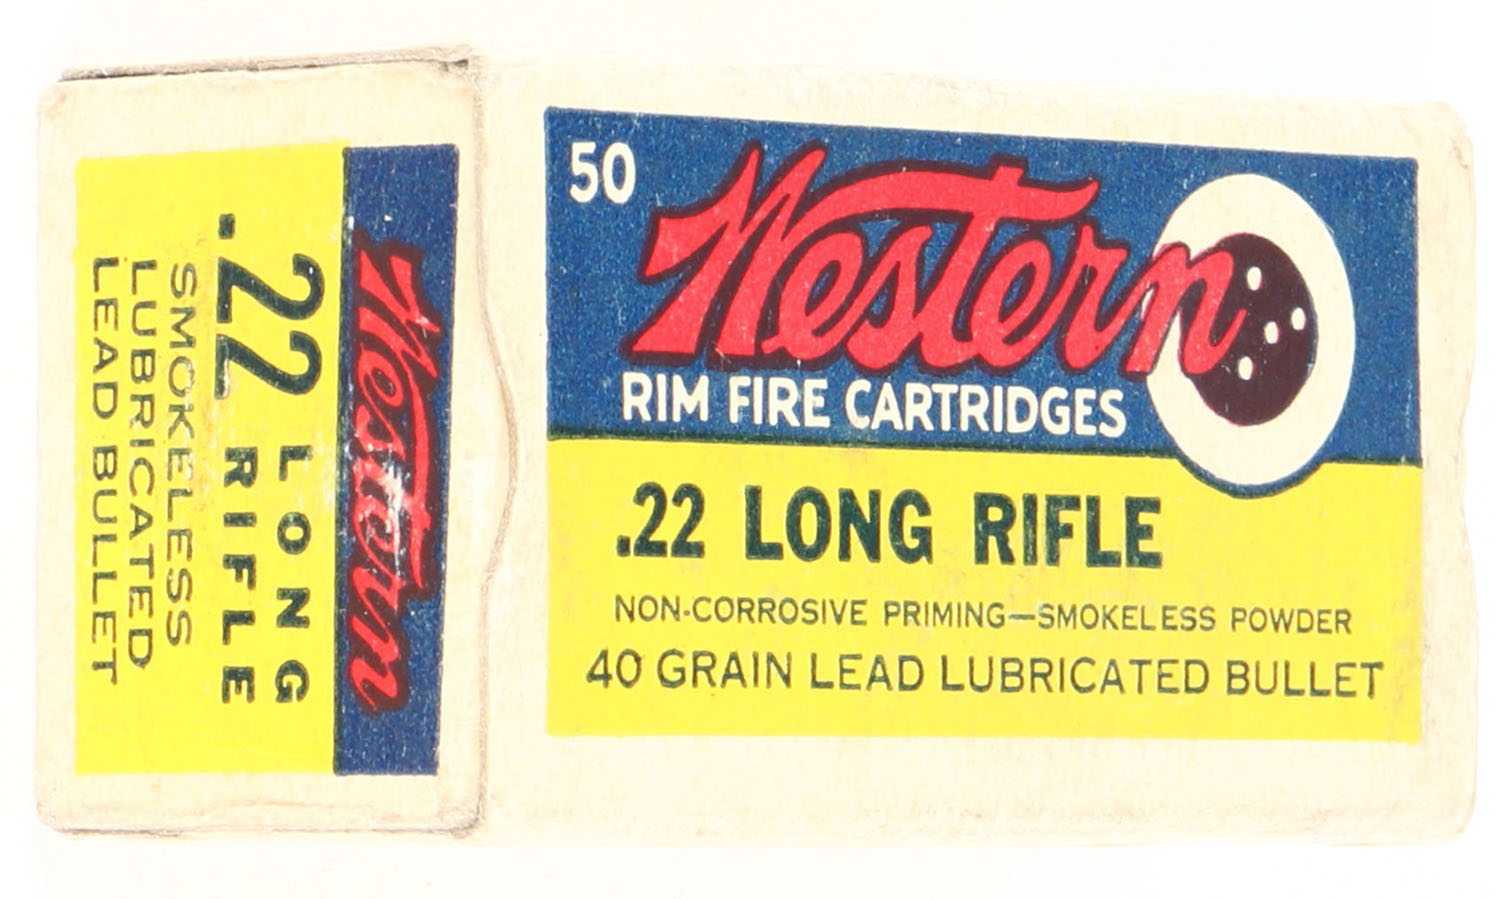 50
Western
RIM FIRE CARTRIDGES
.22 LONG RIFLE
NON-CORROSIVE PRIMING—SMOKELESS POWDER
40 GRAIN LEAD LUBRICATED BULLET
Western
.22 LONG
RIFLE
SMOKELESS
LUBRICATED
LEAD BULLET